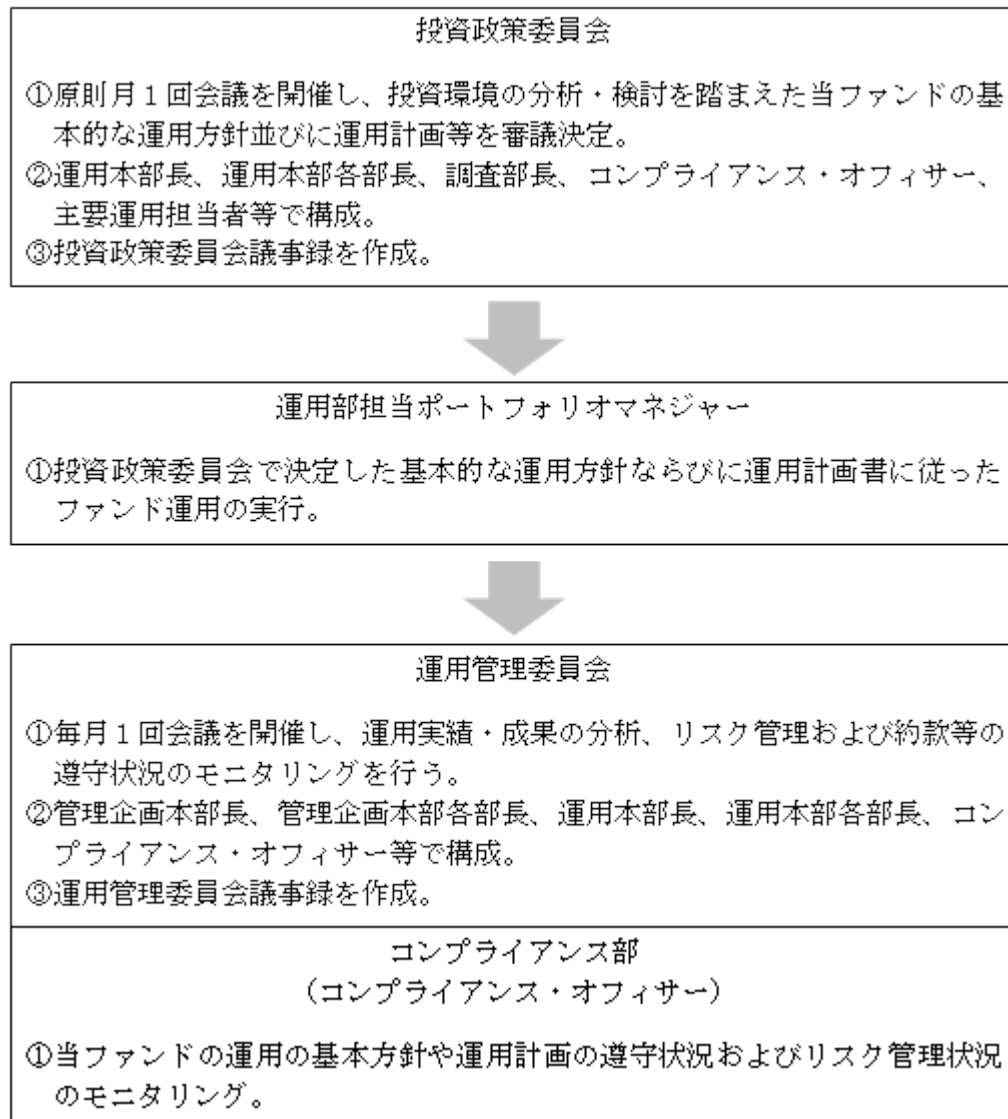 投資政策委員会
①原則月１回会議を開催し、投資環境の分析・検討を踏まえた当ファンドの基
本的な運用方針並びに運用計画等を審議決定。
②運用本部長、運用本部各部長、調査部長、コンプライアンス・オフィサー、
主要運用担当者等で構成。
③投資政策委員会議事録を作成。
運用部担当ポートフォリオマネジャー
①投資政策委員会で決定した基本的な運用方針ならびに運用計画書に従った
ファンド運用の実行。
運用管理委員会
①毎月１回会議を開催し、運用実績・成果の分析、リスク管理および約款等の
遵守状況のモニタリングを行う。
②管理企画本部長、管理企画本部各部長、運用本部長、運用本部各部長、コン
プライアンス・オフィサー等で構成。
③運用管理委員会議事録を作成。
コンプライアンス部
（コンプライアンス・オフィサー）
①当ファンドの運用の基本方針や運用計画の遵守状況およびリスク管理状況
のモニタリング。